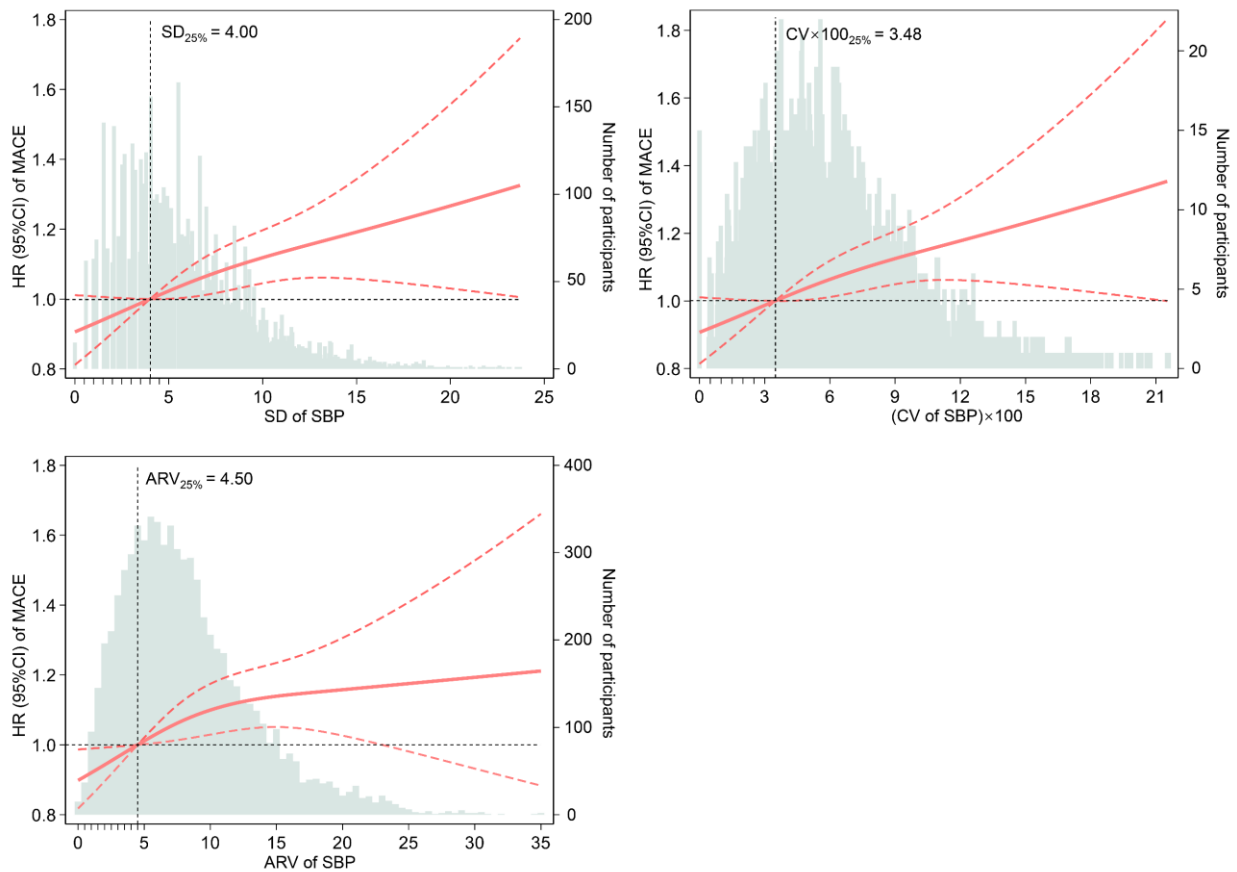 SD25% = 4.00
HR (95%CI) of MACE
1.8
1.6
1.4
1.2
1.0
0.8
200
150
100
50
0
Number of participants
0 5 10 15 20 25
SD of SBP
CV×10025% = 3.48
HR (95%CI) of MACE
1.8
1.6
1.4
1.2
1.0
0.8
20
15
10
5
0
Number of participants
0 3 6 9 12 15 18 21
(CV of SBP)×100
ARV25% = 4.50
HR (95%CI) of MACE
1.8
1.6
1.4
1.2
1.0
0.8
400
300
200
100
0
Number of participants
0 5 10 15 20 25 30 35
ARV of SBP